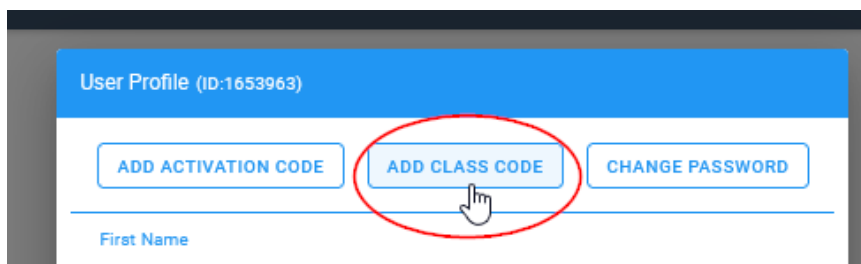 User Profile (ID:1653963)
ADD ACTIVATION CODE ADD CLASS CODE CHANGE PASSWORD
First Name